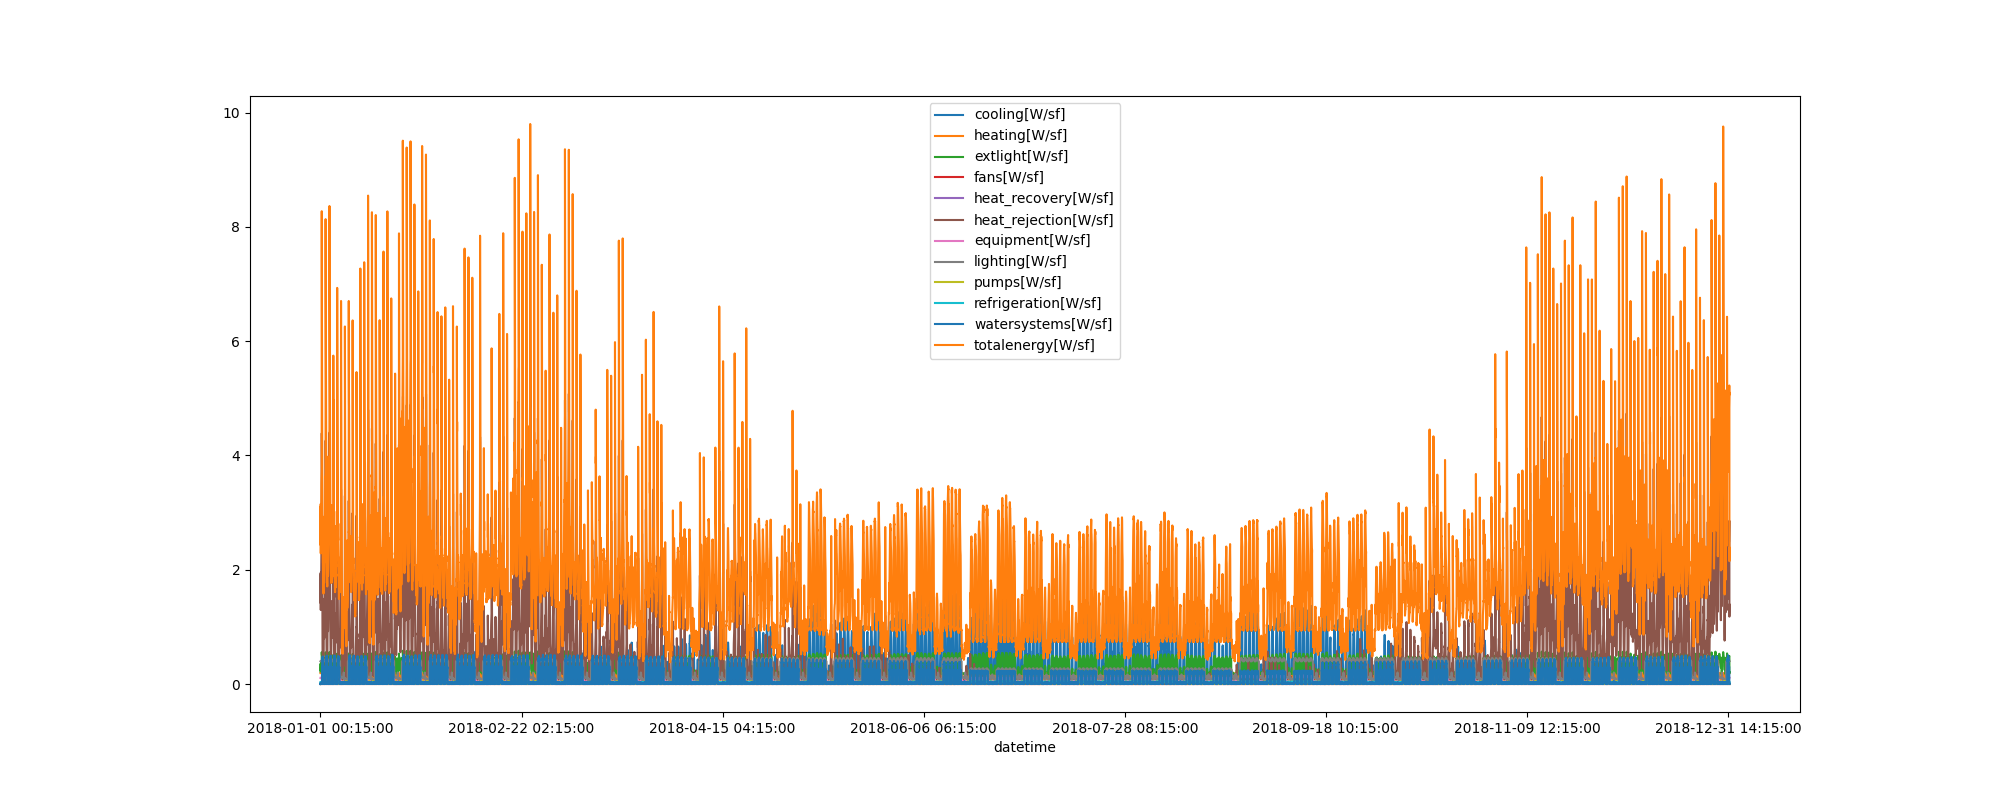 10
8
6
4
2
0
cooling[W/sf]
heating[W/sf]
extlight[W/sf]
fans[W/sf]
heat_recovery[W/sf]
heat_rejection[W/sf]
equipment[W/sf]
lighting[W/sf]
pumps[W/sf]
refrigeration[W/sf]
watersystems[W/sf]
totalenergy[W/sf]
2018-01-01 00:15:00 2018-02-22 02:15:00 2018-04-15 04:15:00 2018-06-06 06:15:00 2018-07-28 08:15:00 2018-09-18 10:15:00 2018-11-09 12:15:00 2018-12-31 14:15:00
datetime